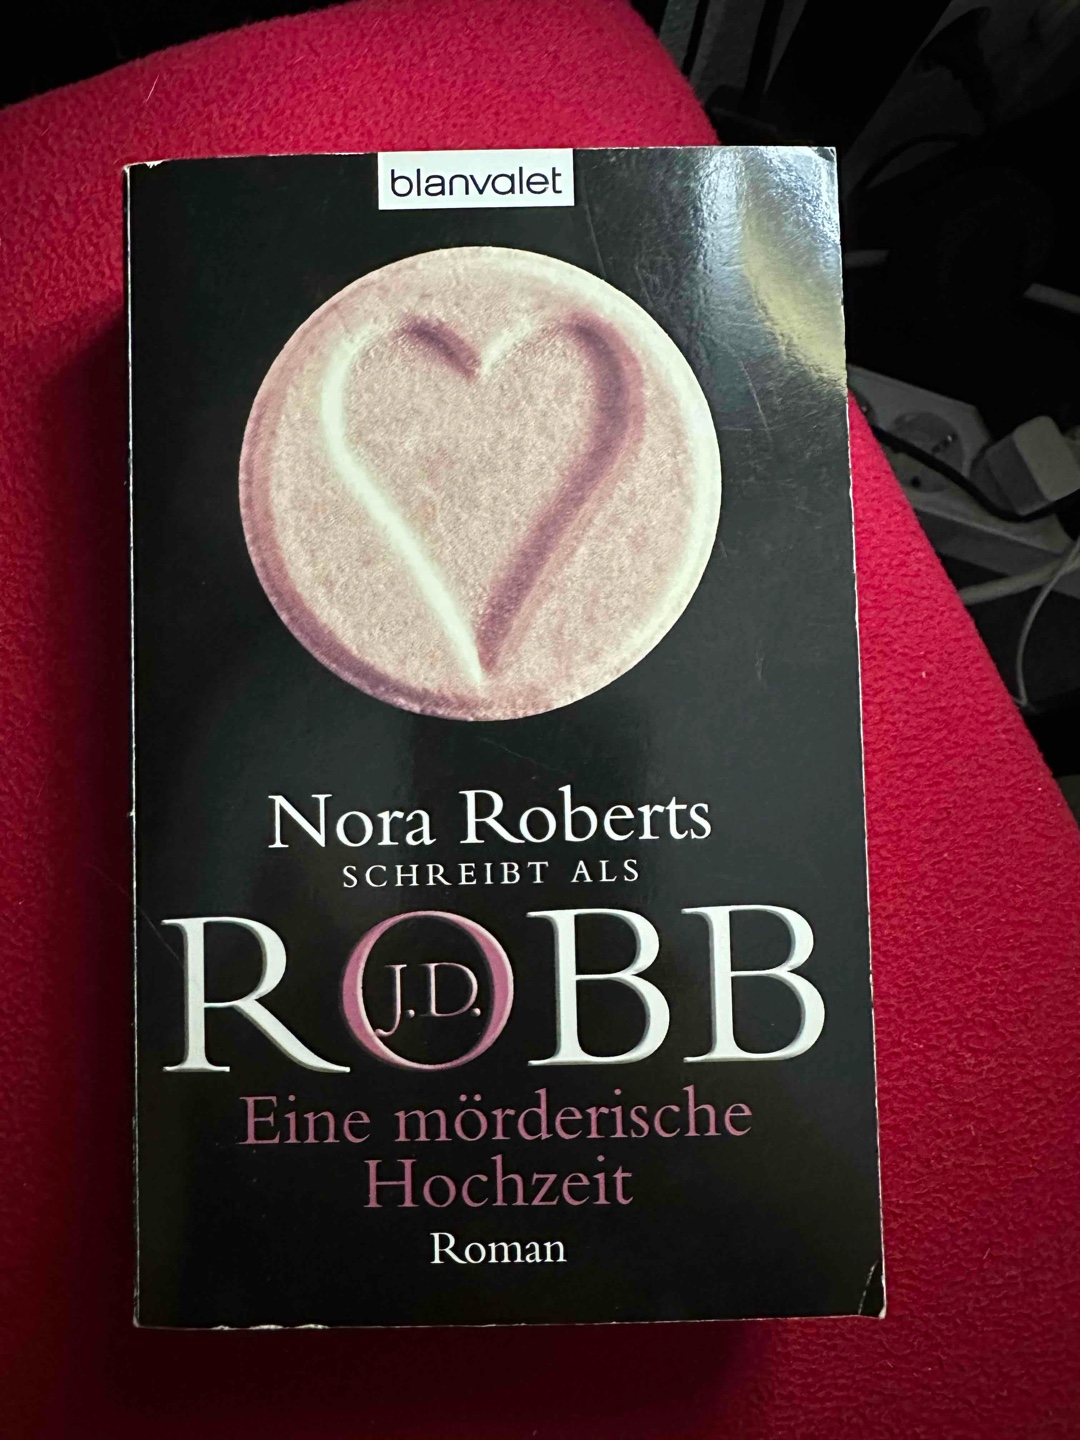 blanvalet
Nora Roberts
SCHREIBT ALS
J.D.
ROBB
Eine mörderische
Hochzeit
Roman